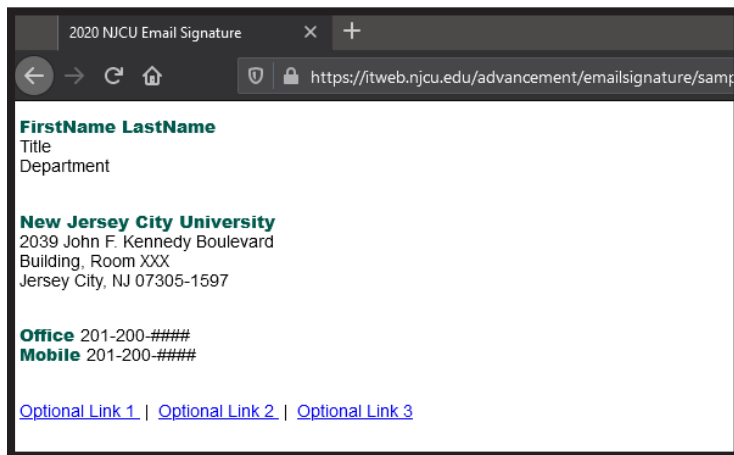 2020 NJCU Email Signature
https://itweb.njcu.edu/advancement/emailsignature/samp
FirstName LastName
Title
Department
New Jersey City University
2039 John F. Kennedy Boulevard
Building, Room XXX
Jersey City, NJ 07305-1597
Office 201-200-####
Mobile 201-200-####
Optional Link 1 | Optional Link 2 | Optional Link 3